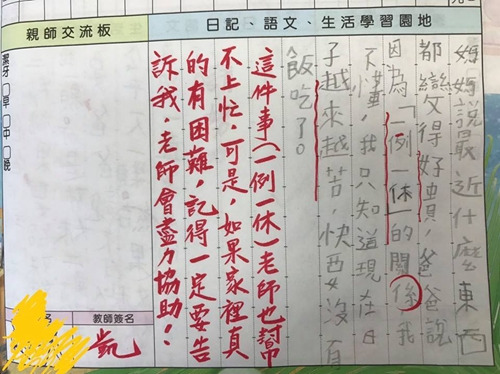 日記、語文、生活學習園地
媽媽說最近什麼東西
都變得好貴，爸爸說
因為「一例一休」的關係我
不懂，我只知道現在日
子越來越苦，快要沒有
飯吃了。
這件事(一例一休)老師也幫
不上忙，可是，如果家裡真
的有困難，記得一定要告
訴我，老師會盡力協助！
親師交流板
潔牙□早□中□晚
教師簽名
凱